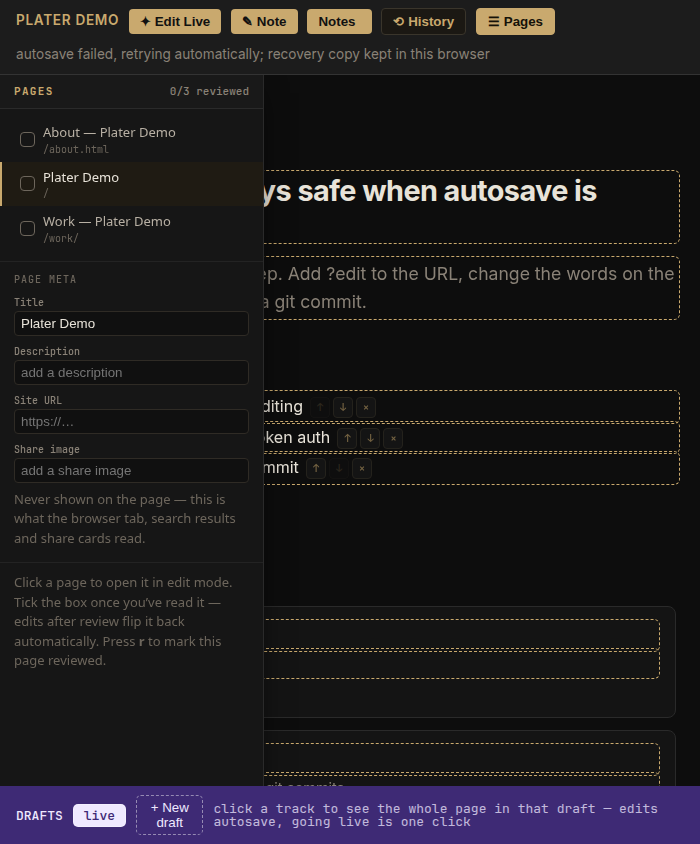 PLATER DEMO ✦ Edit Live ✎ Note Notes ⟲ History ☰ Pages
autosave failed, retrying automatically; recovery copy kept in this browser
PAGES 0/3 reviewed
About — Plater Demo
/about.html
Plater Demo
/
Work — Plater Demo
/work/
PAGE META
Title
Plater Demo
Description
add a description
Site URL
https://…
Share image
add a share image
Never shown on the page — this is
what the browser tab, search results
and share cards read.
Click a page to open it in edit mode.
Tick the box once you've read it —
edits after review flip it back
automatically. Press r to mark this
page reviewed.
safe when autosave is
Add ?edit to the URL, change the words on the
a git commit.
↑ ↓ ×
auth ↑ ↓ ×
↑ ↓ ×
DRAFTS live + New draft
click a track to see the whole page in that draft — edits
autosave, going live is one click